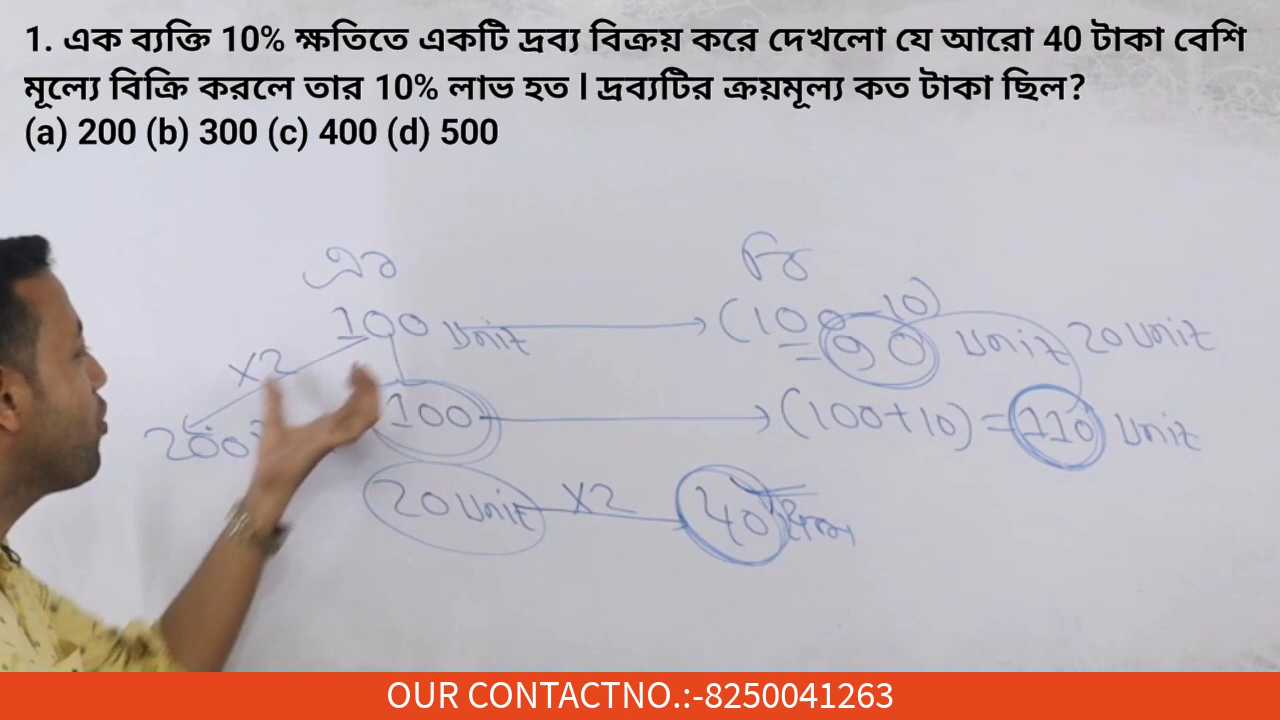 1. এক ব্যক্তি 10% ক্ষতিতে একটি দ্রব্য বিক্রয় করে দেখলো যে আরো 40 টাকা বেশি
মূল্যে বিক্রি করলে তার 10% লাভ হত। দ্রব্যটির ক্রয়মূল্য কত টাকা ছিল?
(a) 200 (b) 300 (c) 400 (d) 500
100 Unit → (100-10)
= 90 Unit 20 Unit
X2
100 → (100+10) = 110 Unit
200
20 Unit X2 40
OUR CONTACTNO.:-8250041263